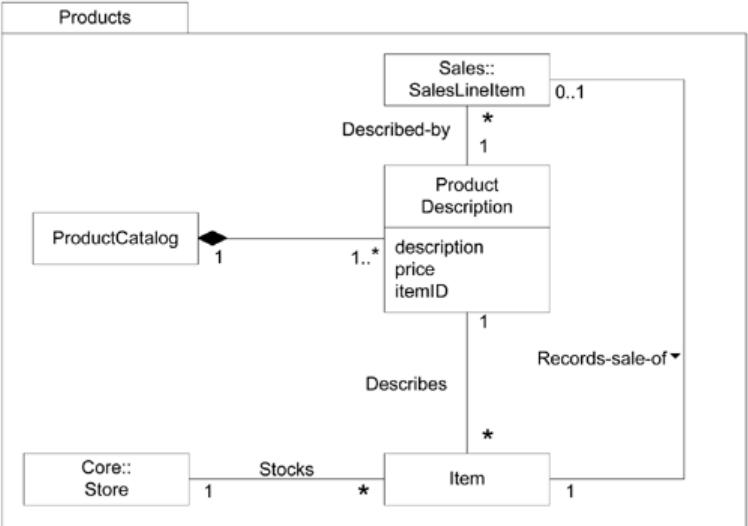 Products
Sales::
SalesLineItem
0..1
*
Described-by
1
Product
Description
ProductCatalog
1
1..*
description
price
itemID
1
Records-sale-of
Describes
*
Core::
Store
Stocks
1
*
Item
1